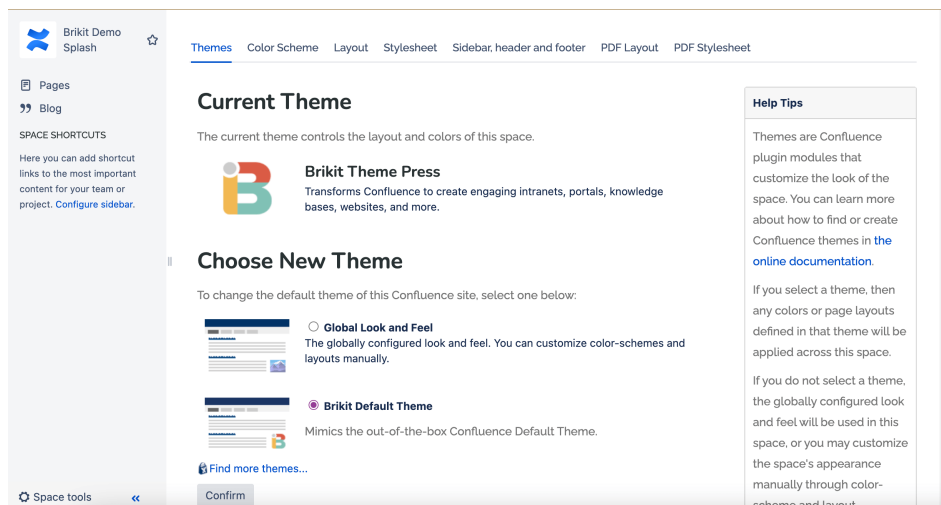 Brikit Demo
Splash
Pages
Blog
SPACE SHORTCUTS
Here you can add shortcut
links to the most important
content for your team or
project. Configure sidebar.
Space tools
Themes Color Scheme Layout Stylesheet Sidebar, header and footer PDF Layout PDF Stylesheet
Current Theme
The current theme controls the layout and colors of this space.
Brikit Theme Press
Transforms Confluence to create engaging intranets, portals, knowledge
bases, websites, and more.
Choose New Theme
To change the default theme of this Confluence site, select one below:
Global Look and Feel
The globally configured look and feel. You can customize color-schemes and
layouts manually.
Brikit Default Theme
Mimics the out-of-the-box Confluence Default Theme.
Find more themes...
Confirm
Help Tips
Themes are Confluence
plugin modules that
customize the look of the
space. You can learn more
about how to find or create
Confluence themes in the
online documentation.
If you select a theme, then
any colors or page layouts
defined in that theme will be
applied across this space.
If you do not select a theme,
the globally configured look
and feel will be used in this
space, or you may customize
the space's appearance
manually through color-
scheme and layout